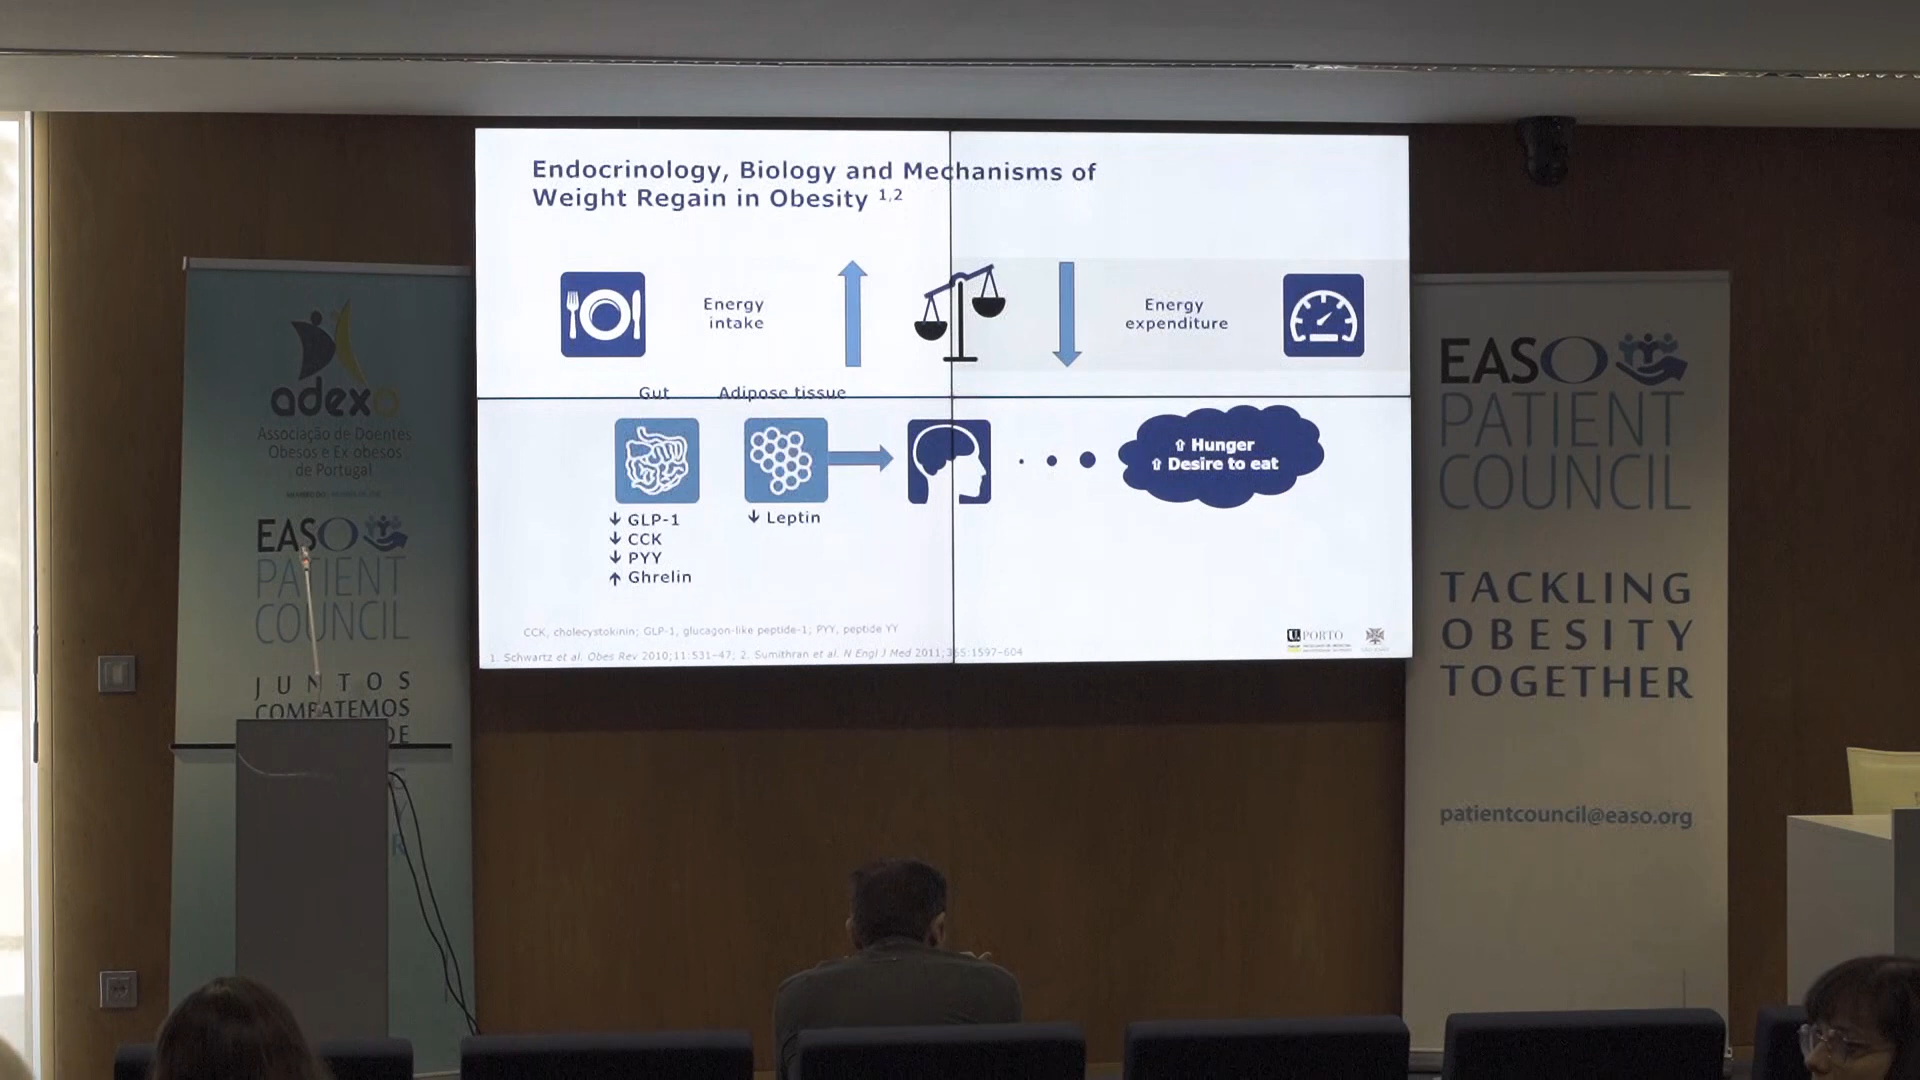 Endocrinology, Biology and Mechanisms of
Weight Regain in Obesity 1,2
Energy
intake
Energy
expenditure
Gut
Adipose tissue
⇧ Hunger
⇧ Desire to eat
↓ GLP-1
↓ CCK
↓ PYY
↑ Ghrelin
↓ Leptin
CCK, cholecystokinin; GLP-1, glucagon-like peptide-1; PYY, peptide YY
1. Schwartz et al. Obes Rev 2010;11:531–47; 2. Sumithran et al. N Engl J Med 2011;365:1597–604
U. PORTO
adexo
Associação de Doentes
Obesos e Ex obesos
de Portugal
EASO
PATIENT
COUNCIL
JUNTOS
COMBATEMOS
DE
EASO
PATIENT
COUNCIL
TACKLING
OBESITY
TOGETHER
patientcouncil@easo.org